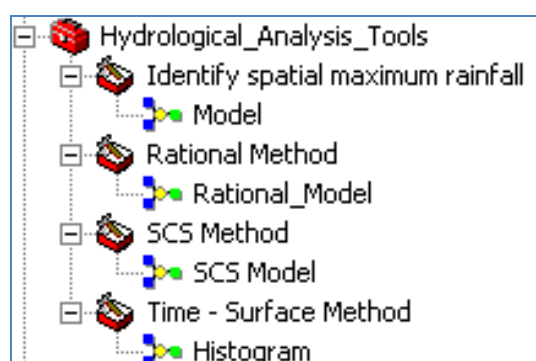 Hydrological_Analysis_Tools
Identify spatial maximum rainfall
Model
Rational Method
Rational_Model
SCS Method
SCS Model
Time - Surface Method
Histogram